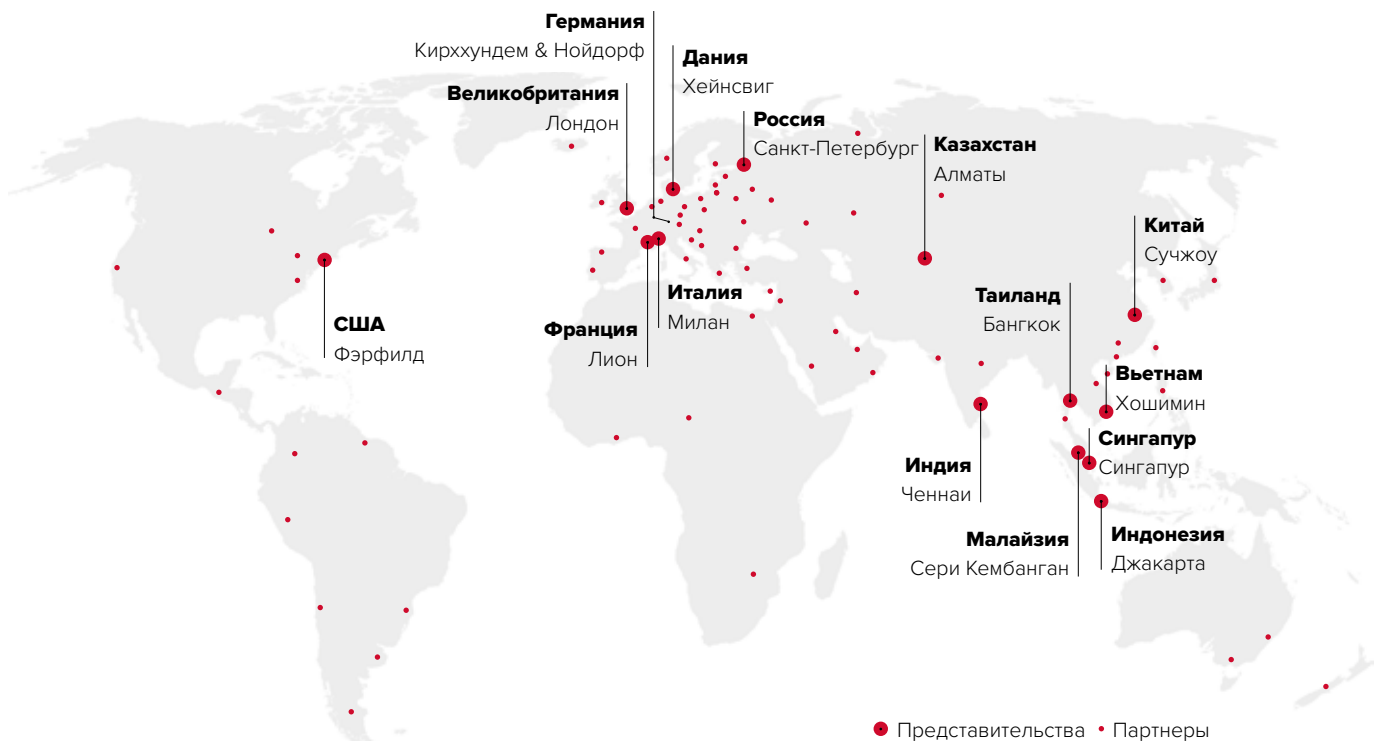 Германия
Кирххундем & Нойдорф
Дания
Хейнсвиг
Великобритания
Лондон
Россия
Санкт-Петербург
Казахстан
Алматы
Китай
Сучжоу
Таиланд
Бангкок
Италия
Милан
США
Фэрфилд
Франция
Лион
Вьетнам
Хошимин
Сингапур
Сингапур
Индия
Ченнаи
Малайзия
Сери Кембанган
Индонезия
Джакарта
Представительства
Партнеры